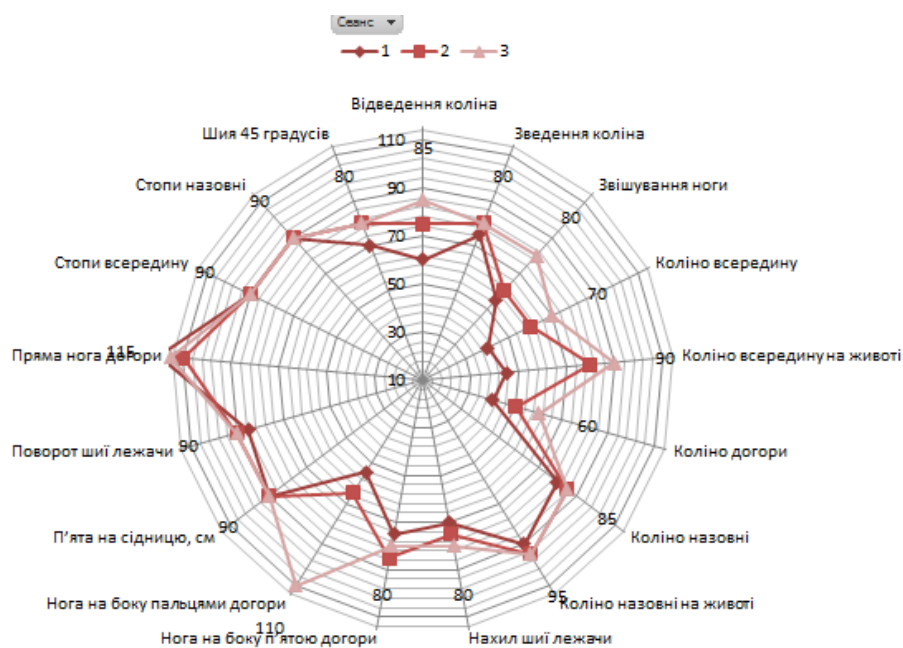 Сеанс
1 2 3
Відведення коліна
Шия 45 градусів
Зведення коліна
110
85
80
80
Стопи назовні
Звішування ноги
90
90
80
70
Стопи всередину
Коліно всередину
90
50
70
30
Пряма нога догори
115
10
90
Коліно всередину на животі
60
Поворот шиї лежачи
90
Коліно догори
П'ята на сідницю, см
90
85
Коліно назовні
Нога на боку пальцями догори
80
80
95
Коліно назовні на животі
110
Нога на боку п'ятою догори
Нахил шиї лежачи